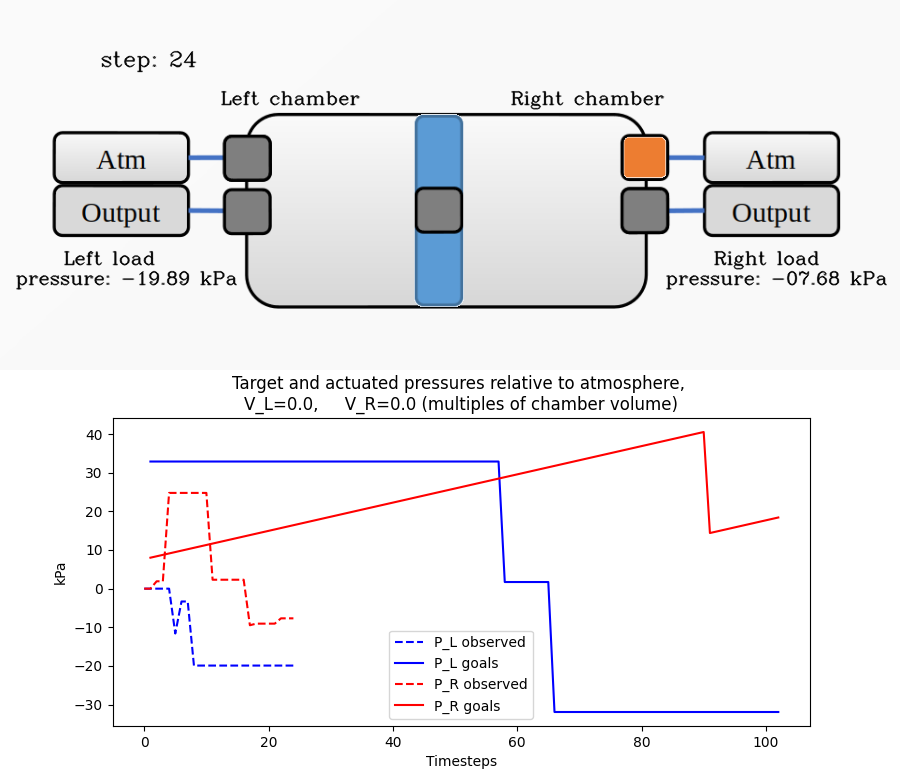 step: 24
Left chamber
Right chamber
Atm
Atm
Output
Output
Left load
pressure: -19.89 kPa
Right load
pressure: -07.68 kPa
Target and actuated pressures relative to atmosphere,
V_L=0.0, V_R=0.0 (multiples of chamber volume)
kPa
40
30
20
10
0
−10
−20
−30
P_L observed
P_L goals
P_R observed
P_R goals
0 20 40 60 80 100
Timesteps